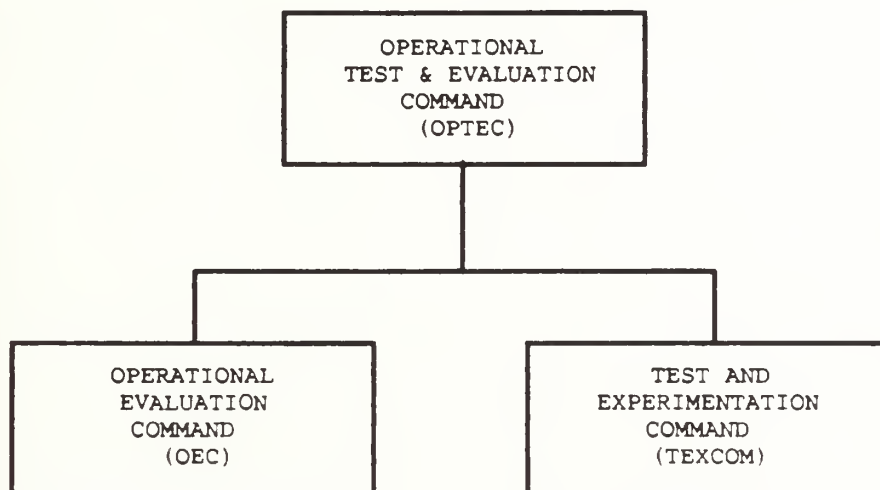 OPERATIONAL
TEST & EVALUATION
COMMAND
(OPTEC)
OPERATIONAL
EVALUATION
COMMAND
(OEC)
TEST AND
EXPERIMENTATION
COMMAND
(TEXCOM)